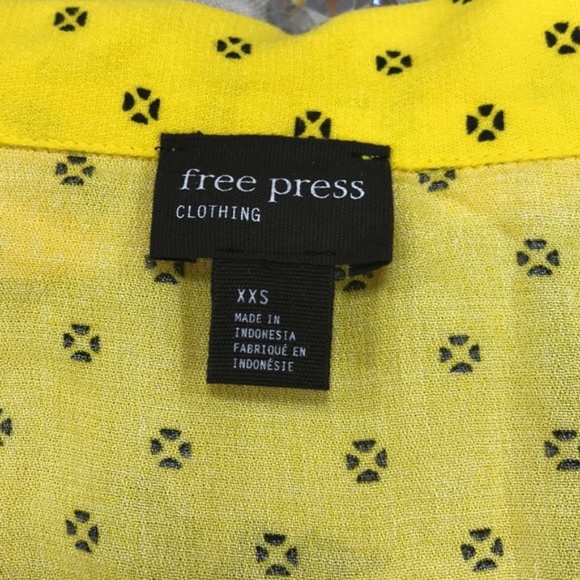 free press
CLOTHING
XXS
MADE IN
INDONESIA
FABRIQUÉ EN
INDONÉSIE